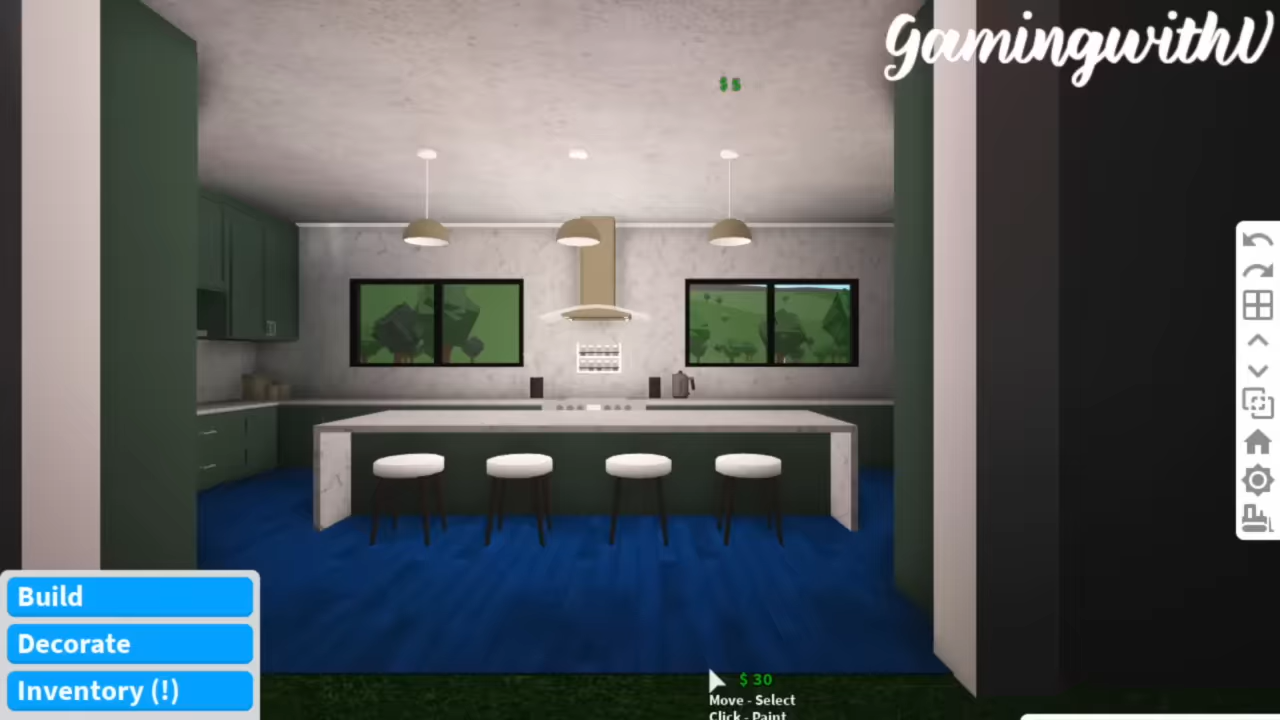 GamingwithV
$ 5
Build
Decorate
Inventory (!)
$ 30
Move - Select
Click - Paint